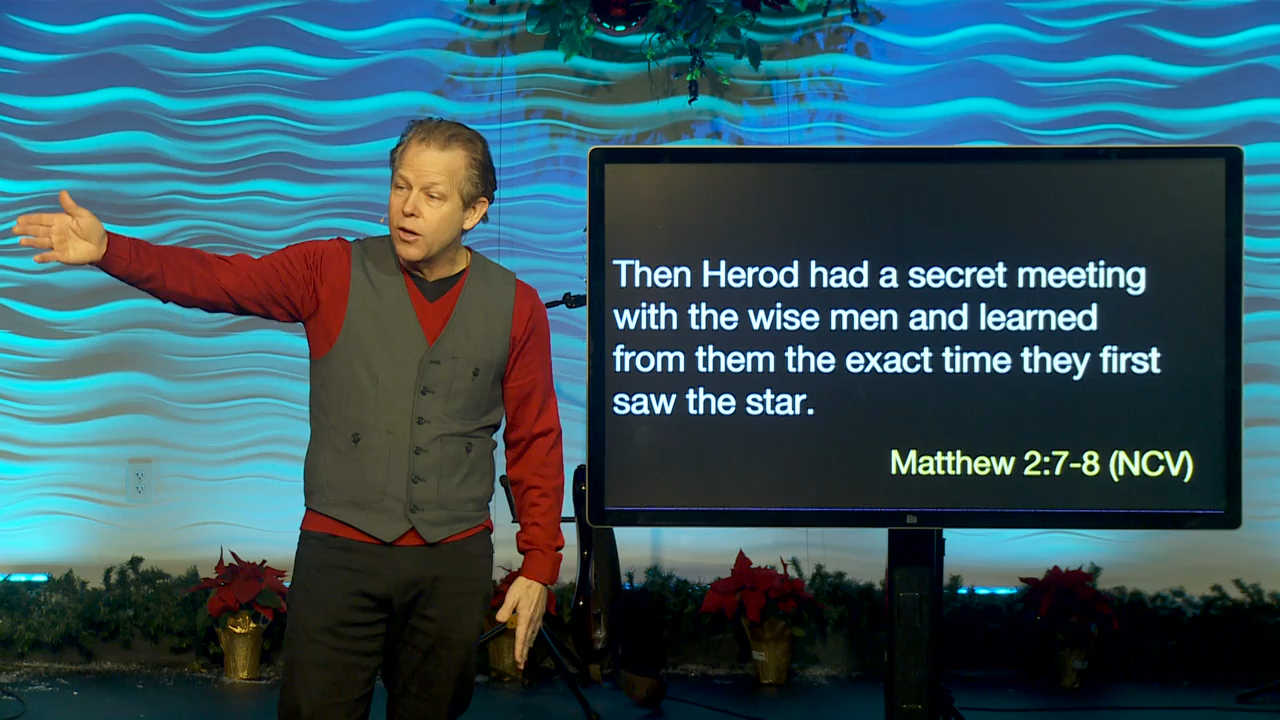 Then Herod had a secret meeting
with the wise men and learned
from them the exact time they first
saw the star.
Matthew 2:7-8 (NCV)